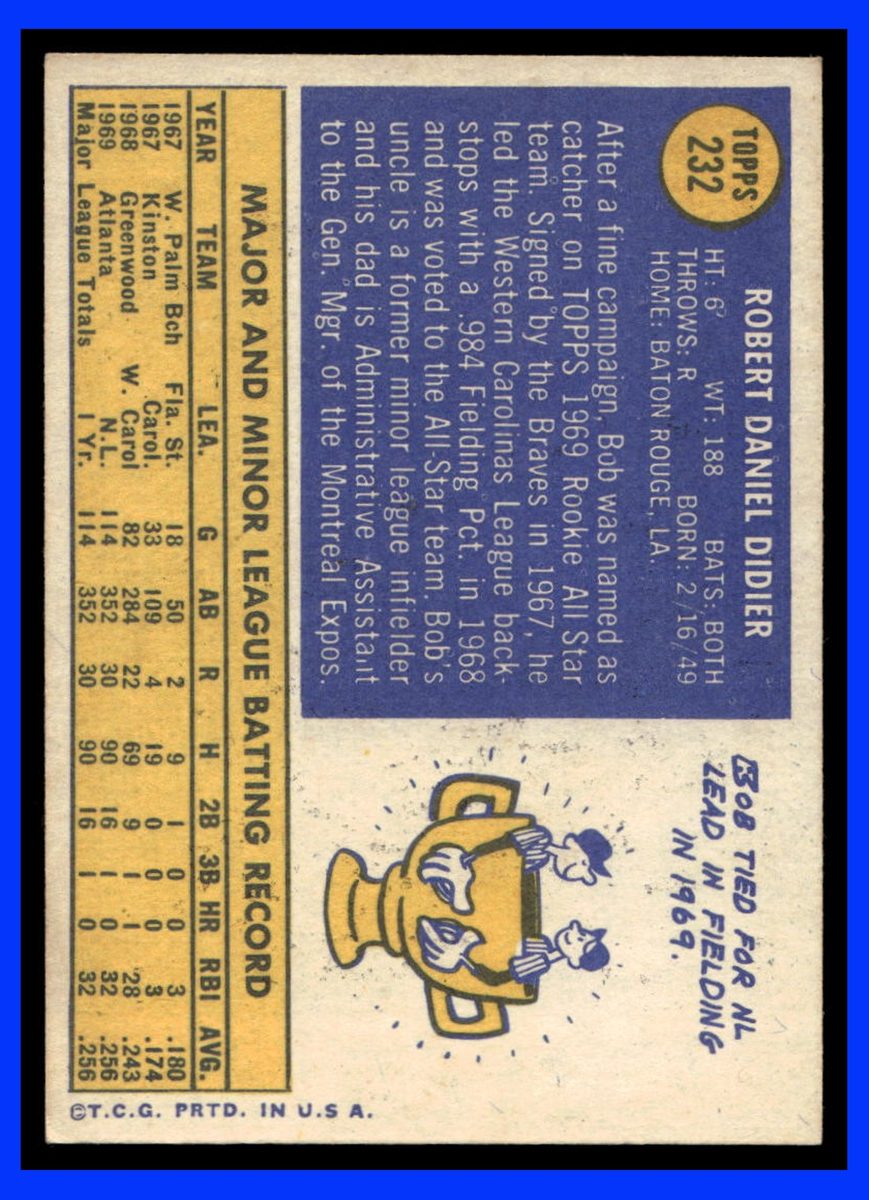 TOPPS
232
ROBERT DANIEL DIDIER
HT: 6' WT: 188 BATS: BOTH
THROWS: R BORN: 2/16/49
HOME: BATON ROUGE, LA.
After a fine campaign, Bob was named as
catcher on TOPPS 1969 Rookie All Star
team. Signed by the Braves in 1967, he
led the Western Carolinas League back-
stops with a .984 Fielding Pct. in 1968
and was voted to the All-Star team. Bob's
uncle is a former minor league infielder
and his dad is Administrative Assistant
to the Gen. Mgr. of the Montreal Expos.
BOB TIED FOR NL
LEAD IN FIELDING
IN 1969.
MAJOR AND MINOR LEAGUE BATTING RECORD
YEAR TEAM LEA. G AB R H 2B 3B HR RBI AVG.
1967 W. Palm Bch Fla. St. 18 50 2 9 1 0 0 3 .180
1967 Kinston Carol. 33 109 4 19 0 0 0 3 .174
1968 Greenwood W. Carol 82 284 22 69 9 1 1 28 .243
1969 Atlanta N.L. 114 352 30 90 16 1 0 32 .256
Major League Totals 1 Yr. 114 352 30 90 16 1 0 32 .256
©T.C.G. PRTD. IN U.S.A.